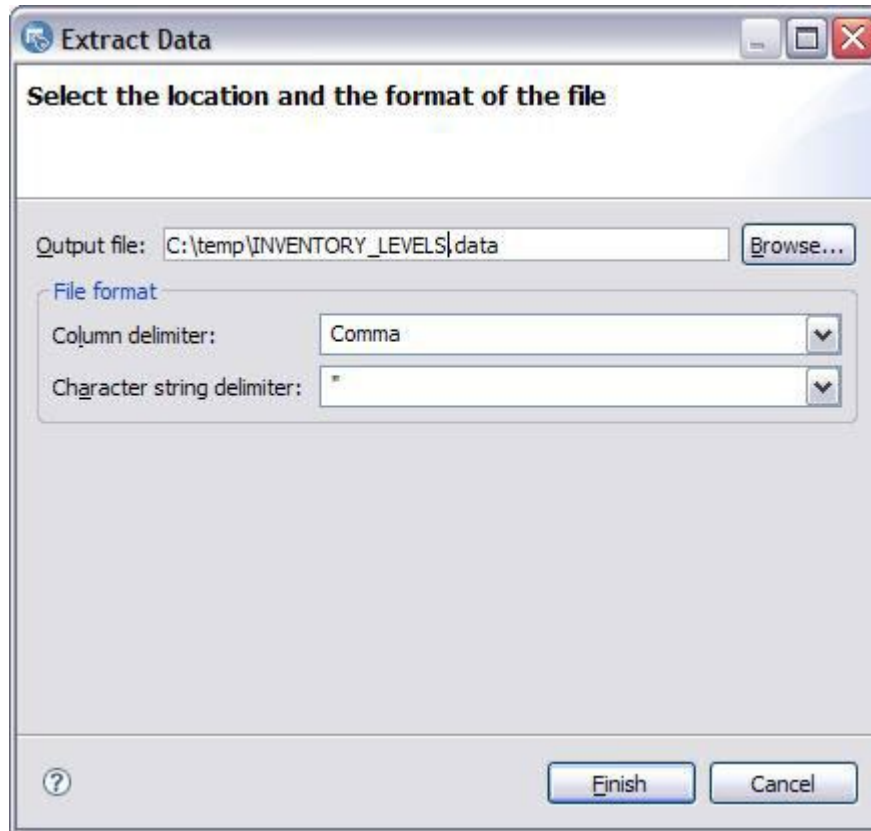 Extract Data
Select the location and the format of the file
Output file: C:\temp\INVENTORY_LEVELS.data Browse...
File format
Column delimiter: Comma
Character string delimiter: "
? Finish Cancel